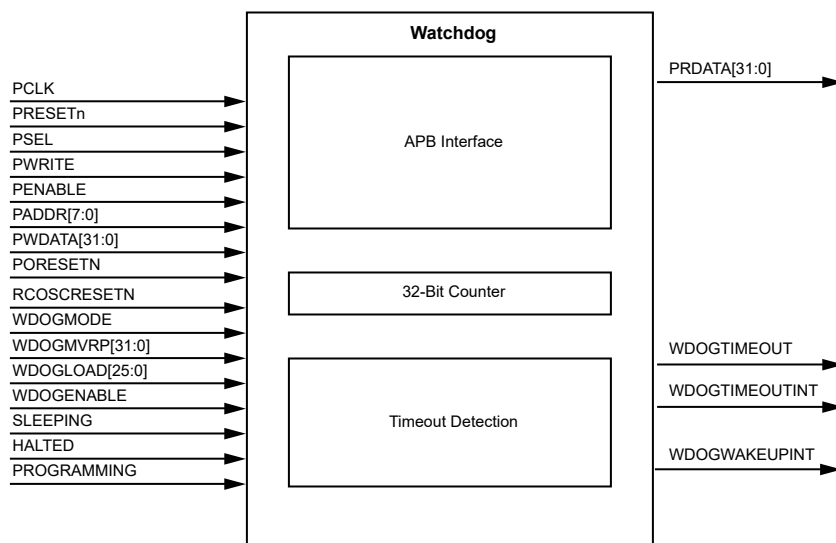 Watchdog
PCLK
PRESETn
PSEL
PWRITE
PENABLE
PADDR[7:0]
PWDATA[31:0]
PORESETN
RCOSCRESETN
WDOGMODE
WDOGMVRP[31:0]
WDOGLOAD[25:0]
WDOGENABLE
SLEEPING
HALTED
PROGRAMMING
APB Interface
32-Bit Counter
Timeout Detection
PRDATA[31:0]
WDOGTIMEOUT
WDOGTIMEOUTINT
WDOGWAKEUPINT